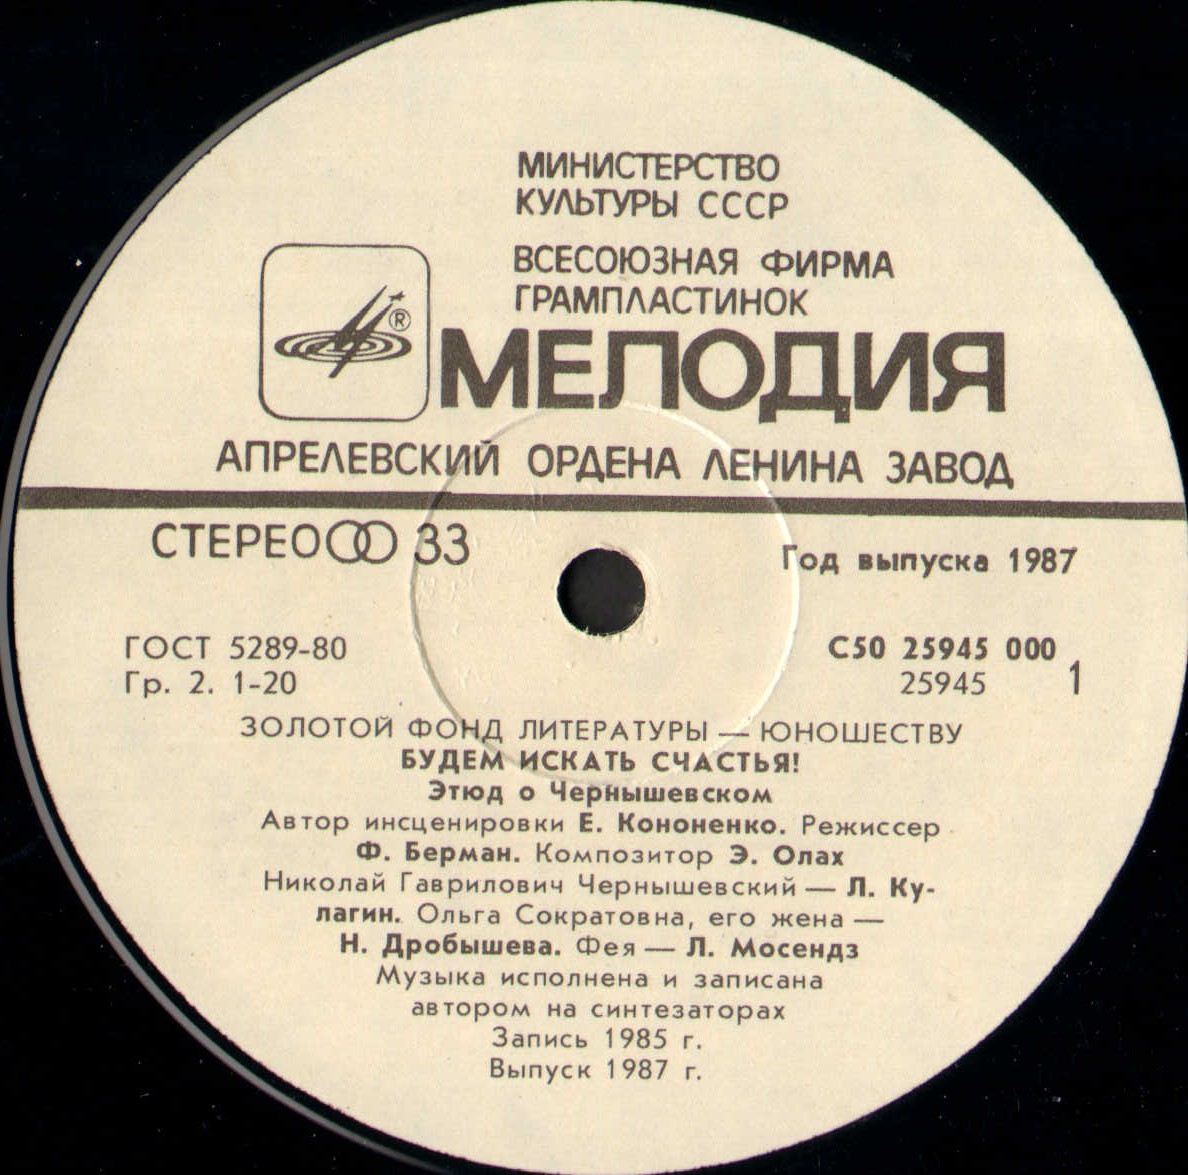 МИНИСТЕРСТВО
КУЛЬТУРЫ СССР
ВСЕСОЮЗНАЯ ФИРМА
ГРАМПЛАСТИНОК
®
МЕЛОДИЯ
АПРЕЛЕВСКИЙ ОРДЕНА ЛЕНИНА ЗАВОД
СТЕРЕО 33
Год выпуска 1987
ГОСТ 5289-80
Гр. 2. 1-20
С50 25945 000
25945 1
ЗОЛОТОЙ ФОНД ЛИТЕРАТУРЫ — ЮНОШЕСТВУ
БУДЕМ ИСКАТЬ СЧАСТЬЯ!
Этюд о Чернышевском
Автор инсценировки Е. Кононенко. Режиссер
Ф. Берман. Композитор Э. Олах
Николай Гаврилович Чернышевский — Л. Ку-
лагин. Ольга Сократовна, его жена —
Н. Дробышева. Фея — Л. Мосендз
Музыка исполнена и записана
автором на синтезаторах
Запись 1985 г.
Выпуск 1987 г.